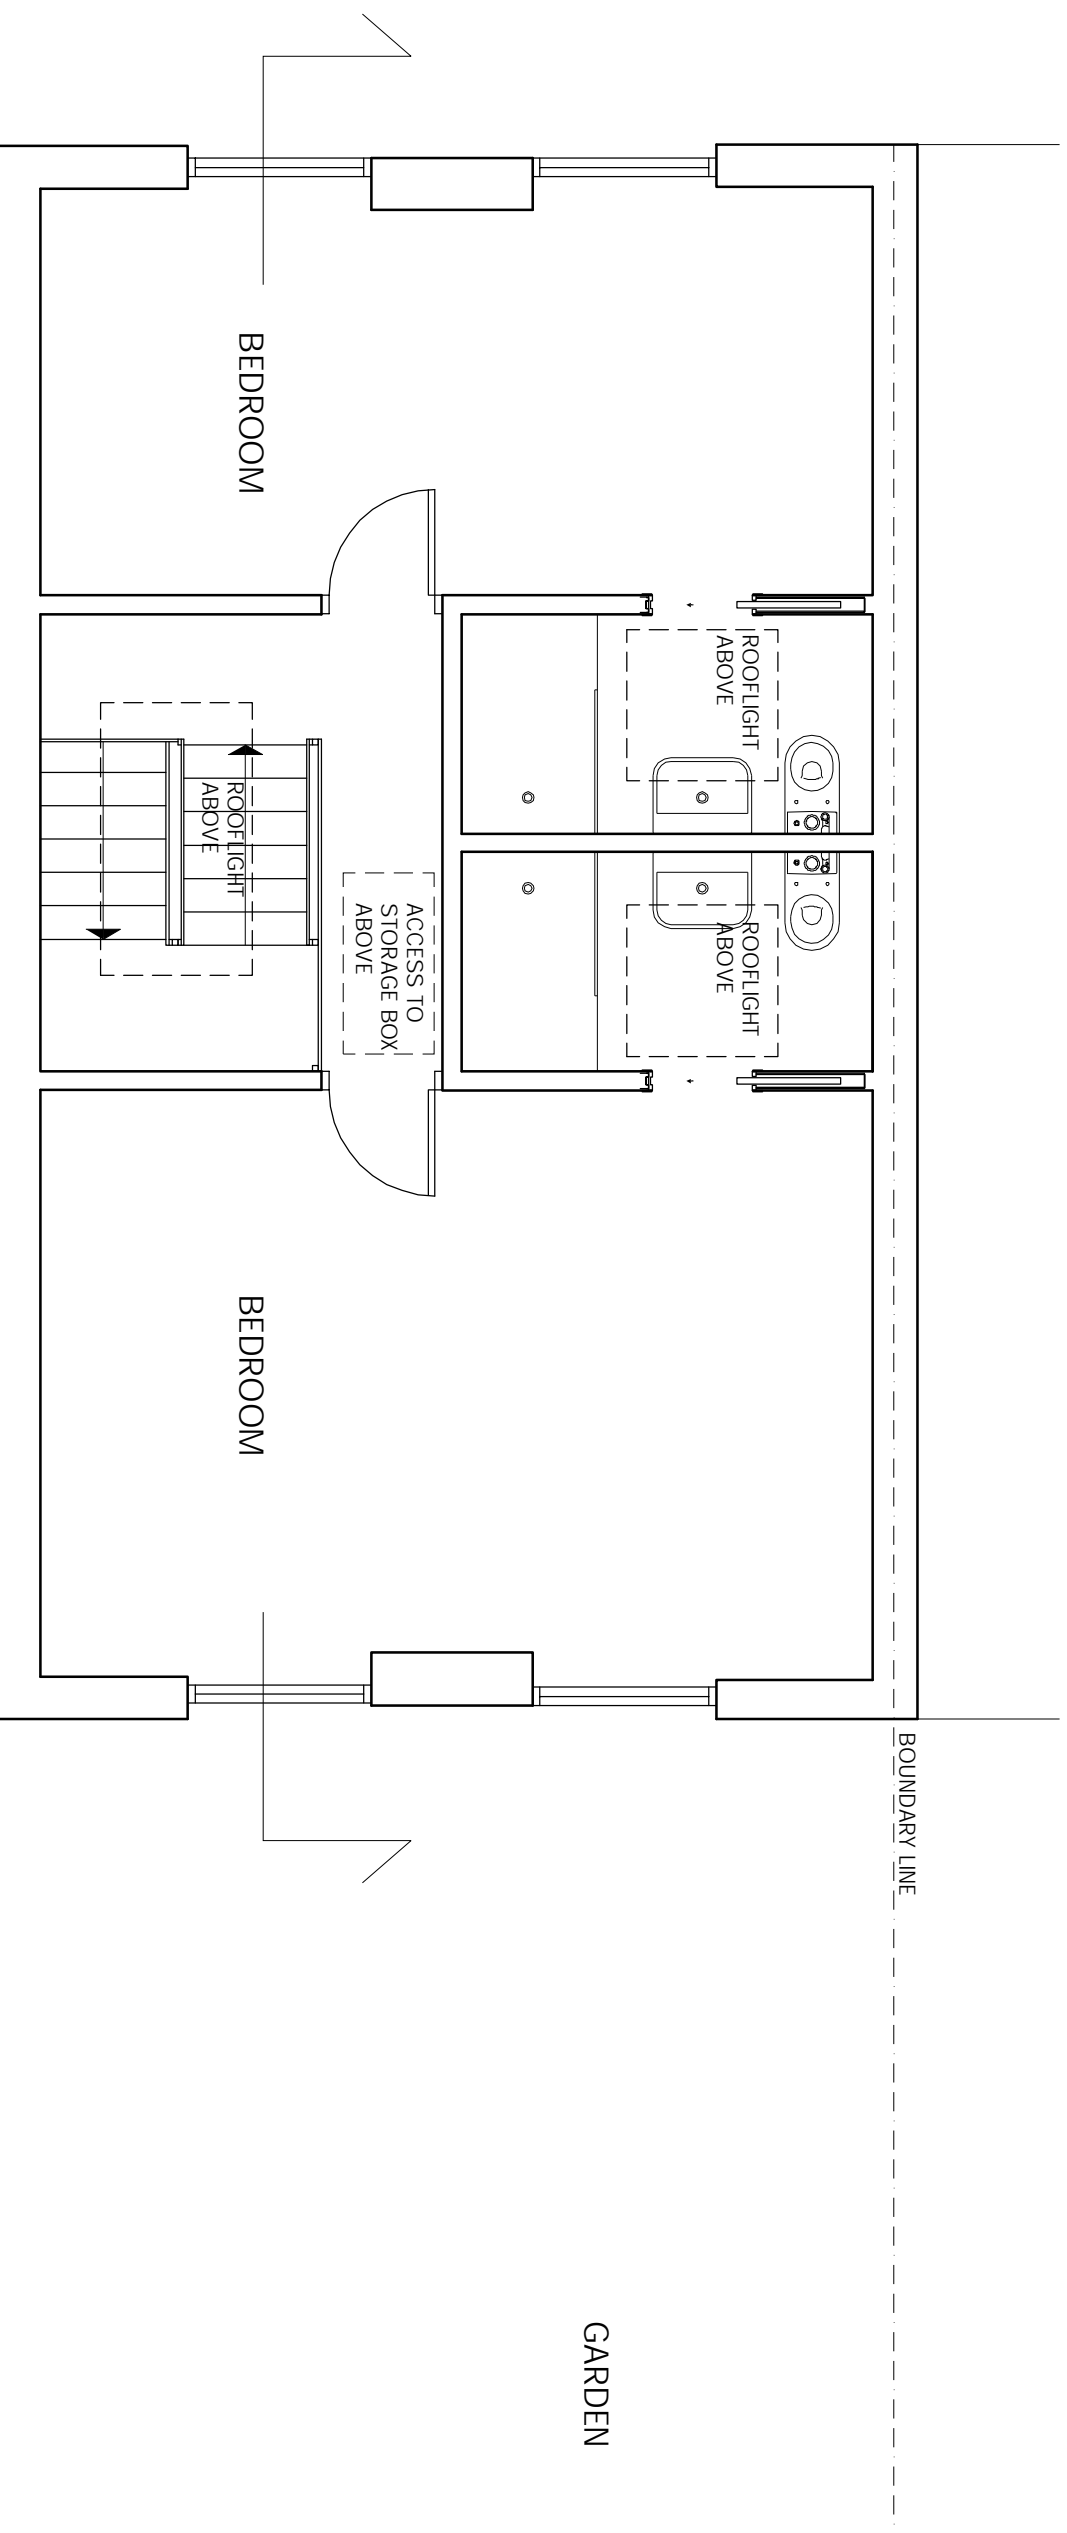 BEDROOM
ROOFLIGHT
ABOVE
ROOFLIGHT
ABOVE
ACCESS TO
STORAGE BOX
ABOVE
ROOFLIGHT
ABOVE
BEDROOM
BOUNDARY LINE
GARDEN